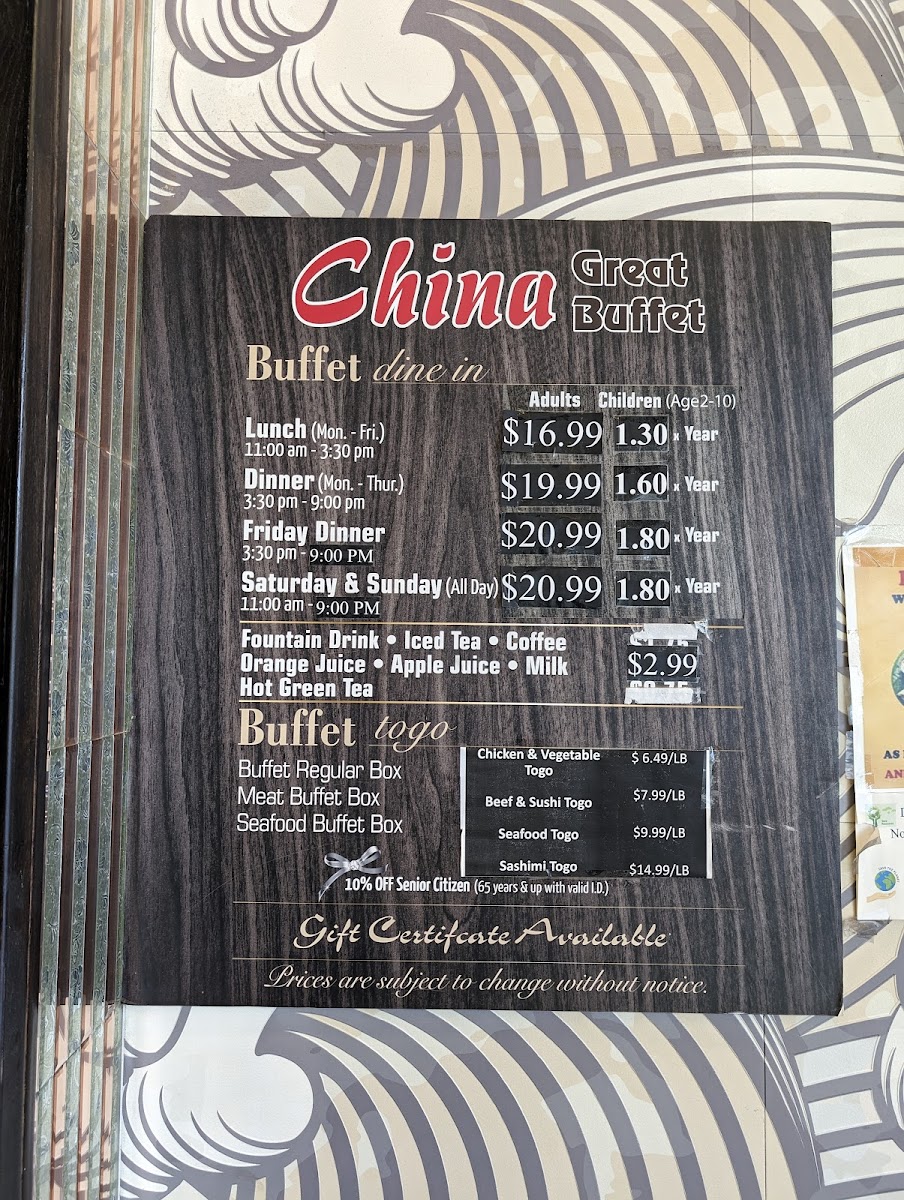 China Great Buffet
Buffet dine in
Adults Children (Age2-10)
Lunch (Mon. - Fri.) $16.99 1.30 x Year
11:00 am - 3:30 pm
Dinner (Mon. - Thur.) $19.99 1.60 x Year
3:30 pm - 9:00 pm
Friday Dinner $20.99 1.80 x Year
3:30 pm - 9:00 PM
Saturday & Sunday (All Day) $20.99 1.80 x Year
11:00 am - 9:00 PM
Fountain Drink • Iced Tea • Coffee
Orange Juice • Apple Juice • Milk $2.99
Hot Green Tea
Buffet togo
Buffet Regular Box
Meat Buffet Box
Seafood Buffet Box
Chicken & Vegetable $ 6.49/LB
Togo
Beef & Sushi Togo $7.99/LB
Seafood Togo $9.99/LB
Sashimi Togo $14.99/LB
10% OFF Senior Citizen (65 years & up with valid I.D.)
Gift Certifcate Available
Prices are subject to change without notice.
AS
AN
No